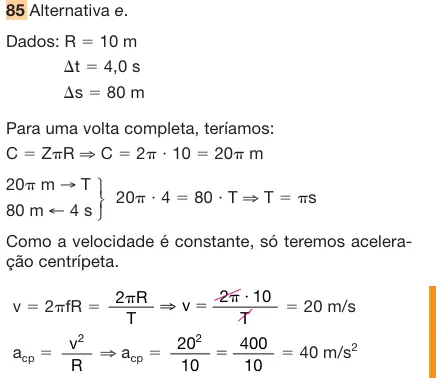 85 Alternativa e.
Dados: R = 10 m
Δt = 4,0 s
Δs = 80 m
Para uma volta completa, teríamos:
C = ZπR ⇒ C = 2π · 10 = 20π m
20π m → T
80 m ← 4 s } 20π · 4 = 80 · T ⇒ T = πs
Como a velocidade é constante, só teremos acelera-
ção centrípeta.
v = 2πfR = 2πR / T ⇒ v = 2π · 10 / T = 20 m/s
a_cp = v² / R ⇒ a_cp = 20² / 10 = 400 / 10 = 40 m/s²